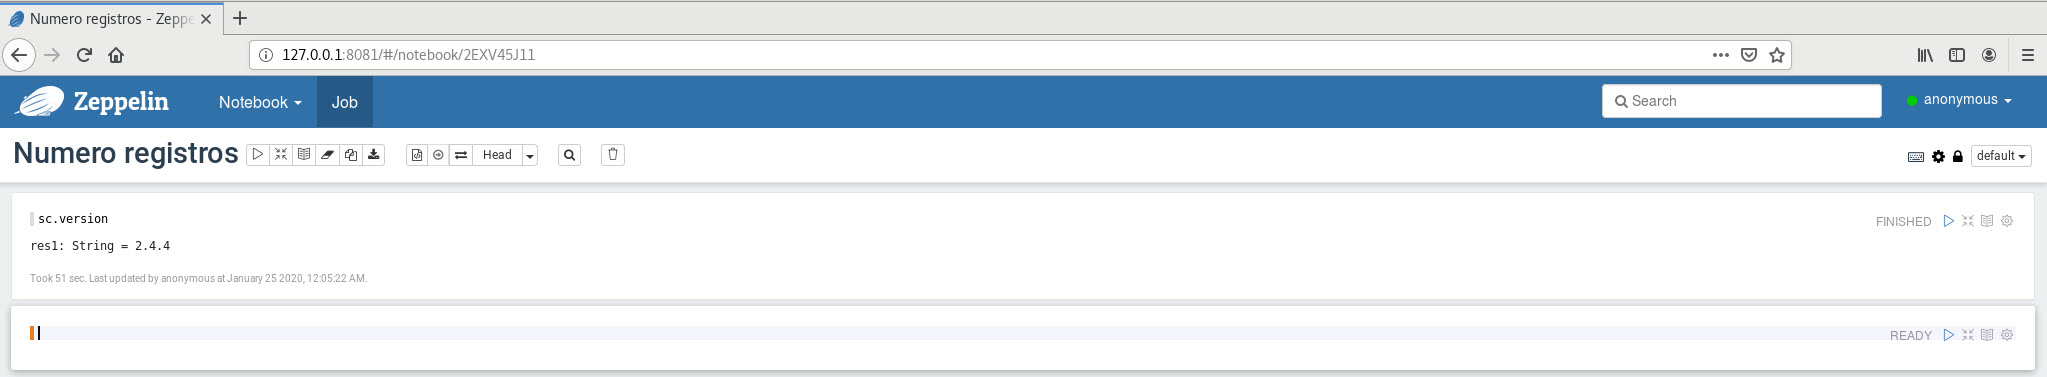 Numero registros - Zeppe
127.0.0.1:8081/#/notebook/2EXV45J11
Zeppelin Notebook Job Search anonymous
Numero registros Head default
sc.version FINISHED
res1: String = 2.4.4
Took 51 sec. Last updated by anonymous at January 25 2020, 12:05:22 AM.
READY